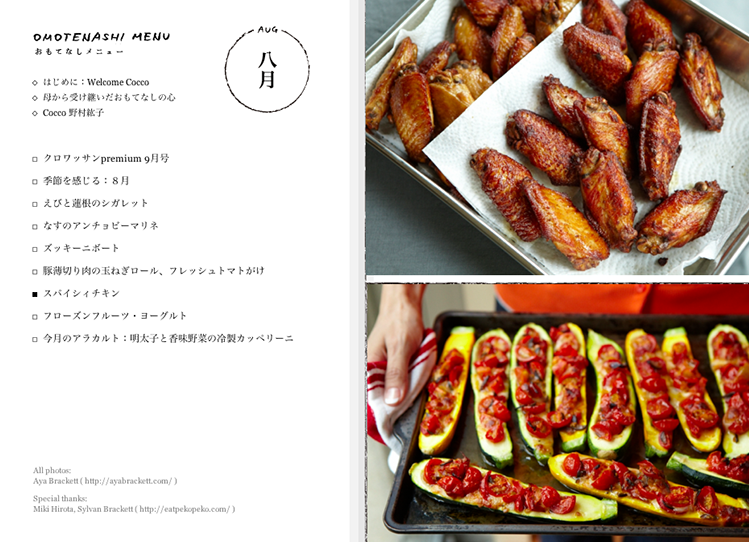 OMOTENASHI MENU
おもてなしメニュー
AUG
八月
◇ はじめに：Welcome Cocco
◇ 母から受け継いだおもてなしの心
◇ Cocco 野村紘子
□ クロワッサンpremium 9月号
□ 季節を感じる：８月
□ えびと蓮根のシガレット
□ なすのアンチョビーマリネ
□ ズッキーニボート
□ 豚薄切り肉の玉ねぎロール、フレッシュトマトがけ
■ スパイシィチキン
□ フローズンフルーツ・ヨーグルト
□ 今月のアラカルト：明太子と香味野菜の冷製カッペリーニ
All photos:
Aya Brackett ( http://ayabrackett.com/ )
Special thanks:
Miki Hirota, Sylvan Brackett ( http://eatpekopeko.com/ )